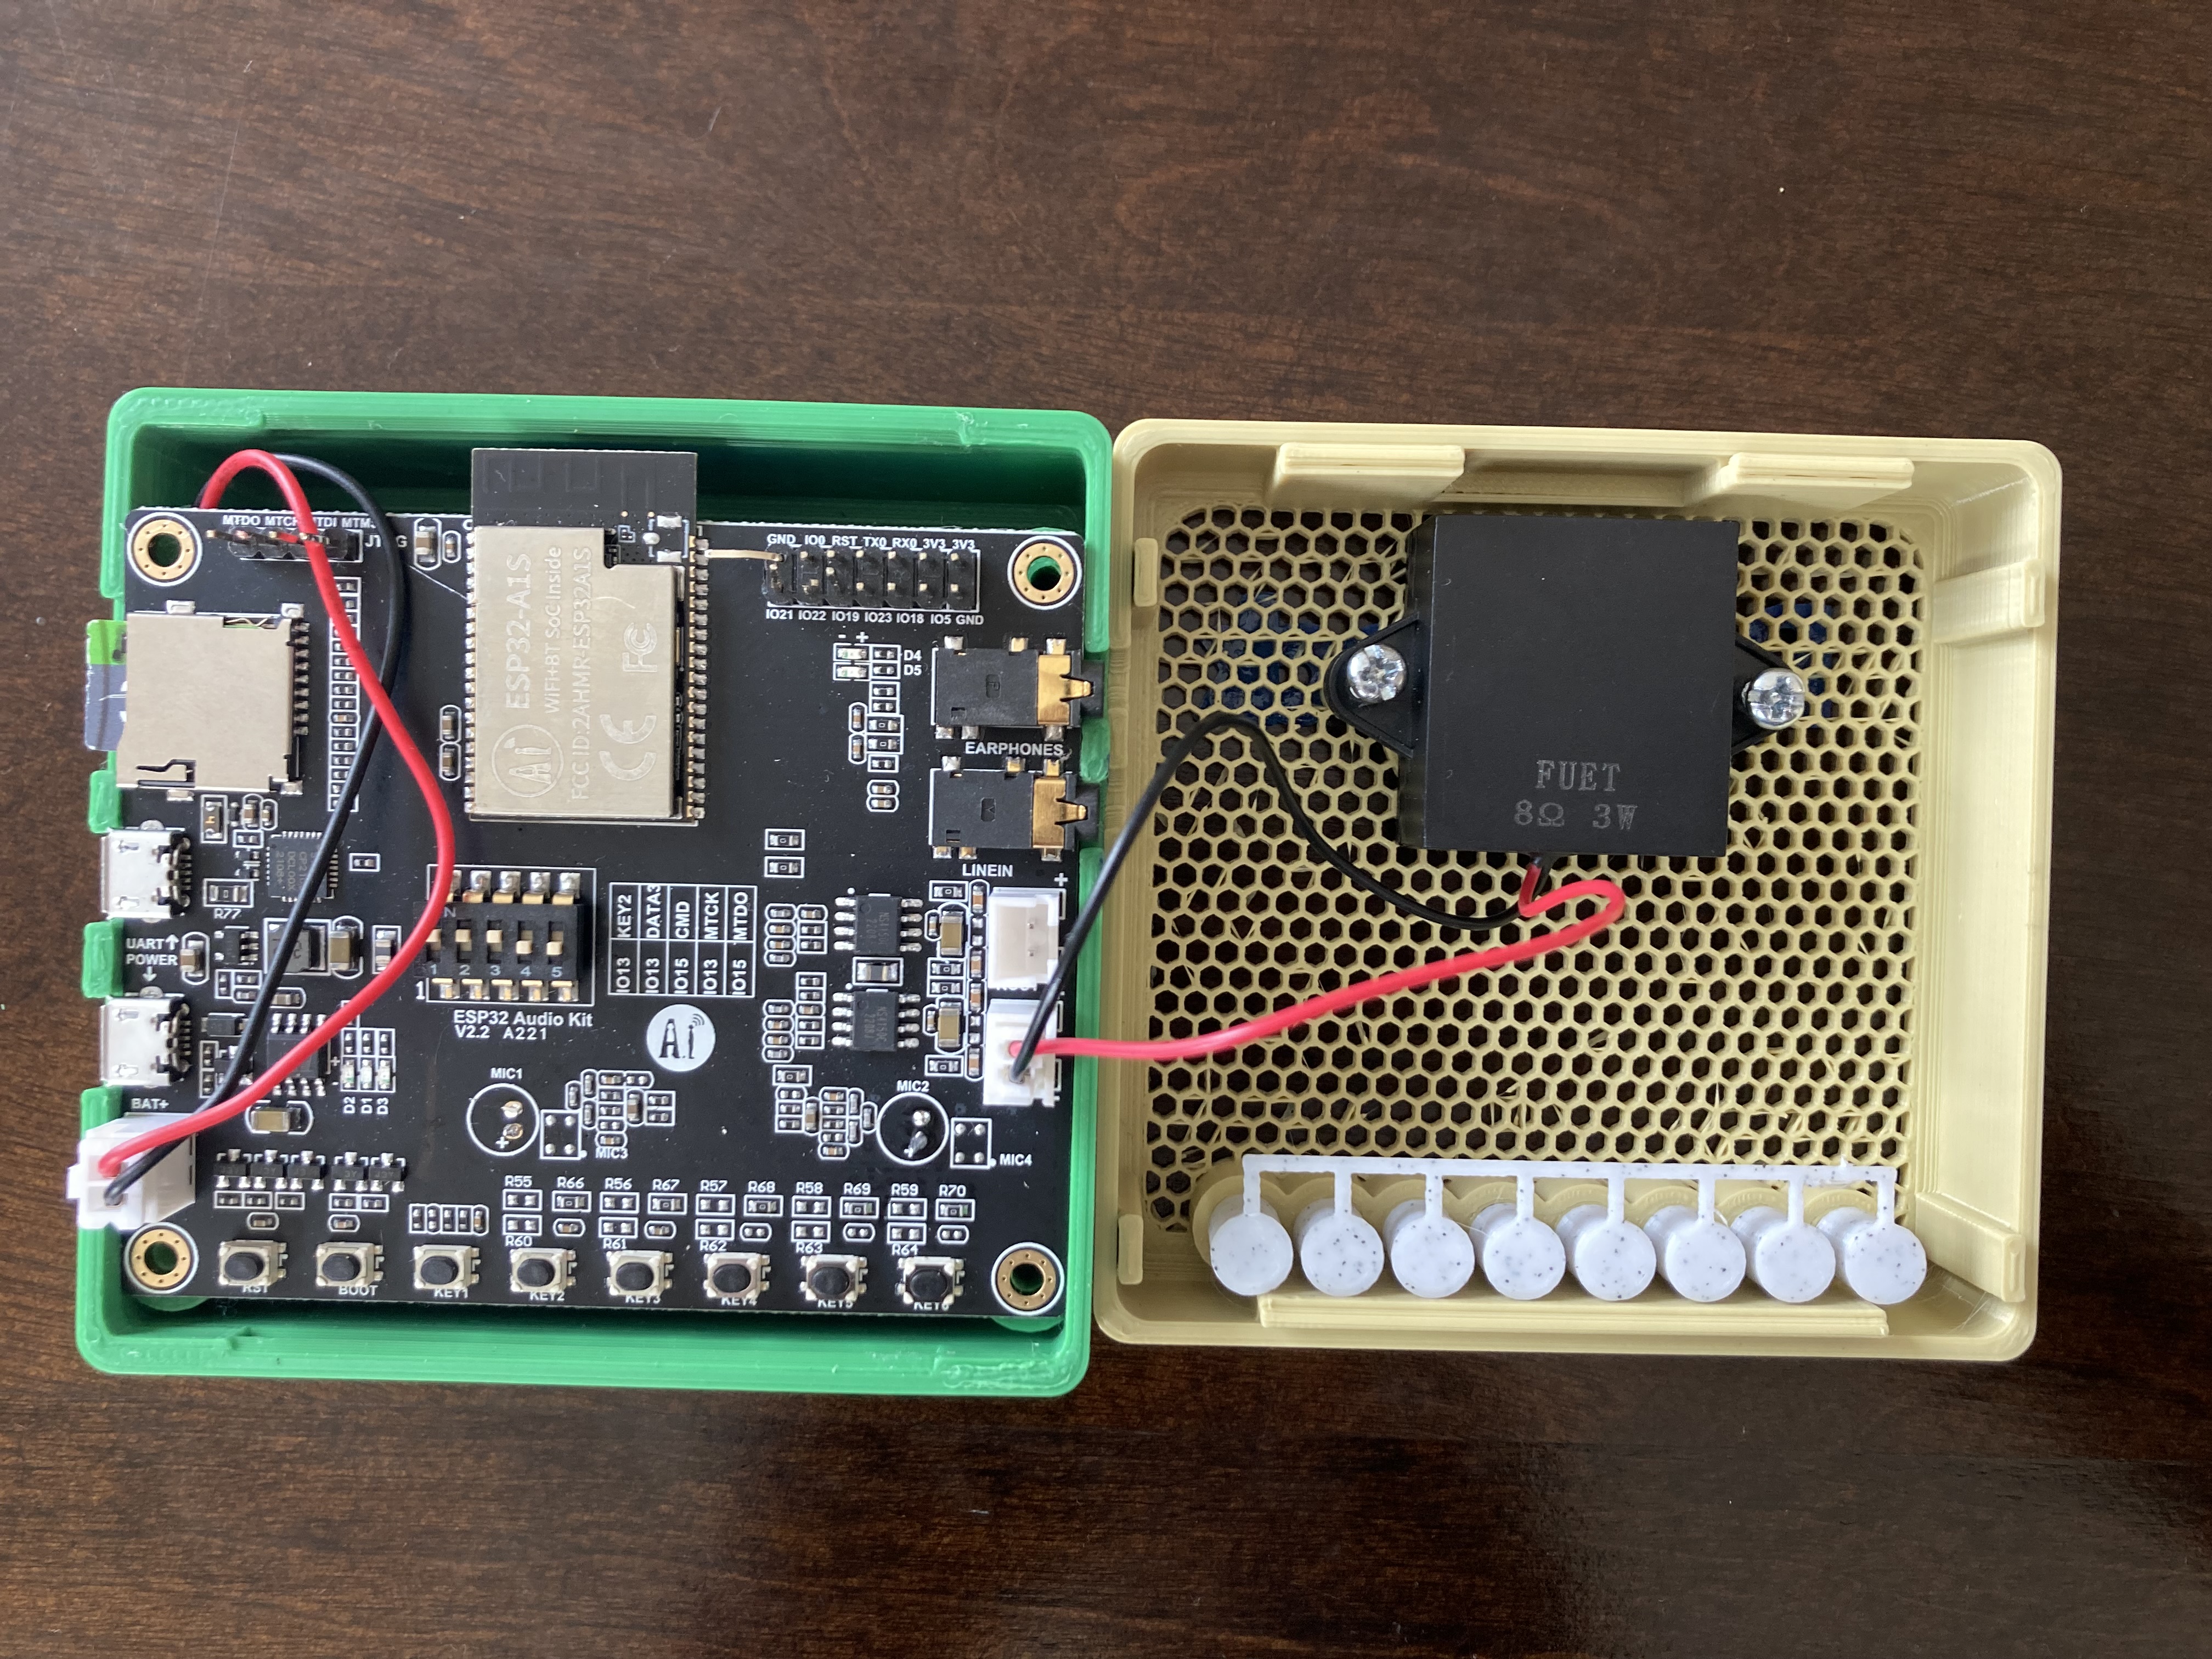 MTDO MTCK MTDI MTMS
JTAG
GND IO0 RST TX0 RX0 3V3 3V3
IO21 IO22 IO19 IO23 IO18 IO5 GND
ESP32-A1S
WiFi+BT SoC Inside
FCC ID:2AHMR-ESP32A1S
Ai
CE
FC
- +
D4
D5
EARPHONES
LINEIN
+
FUET
8Ω 3W
R77
UART
POWER
1 2 3 4 5
1
IO13 KEY2
IO13 DATA3
IO15 CMD
IO13 MTCK
IO15 MTDO
ESP32 Audio Kit
V2.2 A221
A.i
D2 D1 D3
BAT+
MIC1
+
MIC3
MIC2
MIC4
R55 R66 R56 R67 R57 R68 R58 R69 R59 R70
R60 R61 R62 R63 R64
RST BOOT KEY1 KEY2 KEY3 KEY4 KEY5 KEY6